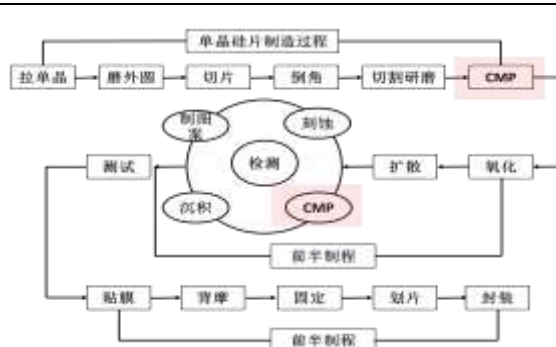 单晶硅片制造过程
拉单晶 磨外圆 切片 倒角 切割研磨 CMP
制图案 刻蚀
测试 检测 扩散 氧化
沉积 CMP
前半制程
贴膜 背摩 固定 划片 封装
前半制程